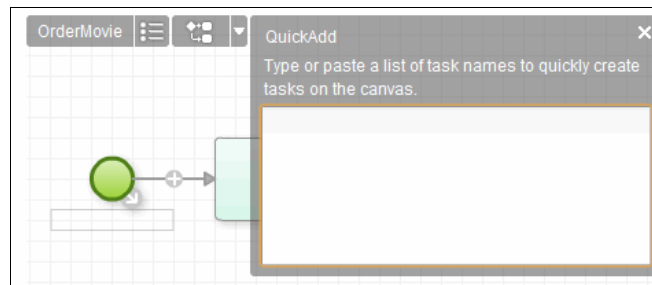 OrderMovie
QuickAdd
Type or paste a list of task names to quickly create
tasks on the canvas.